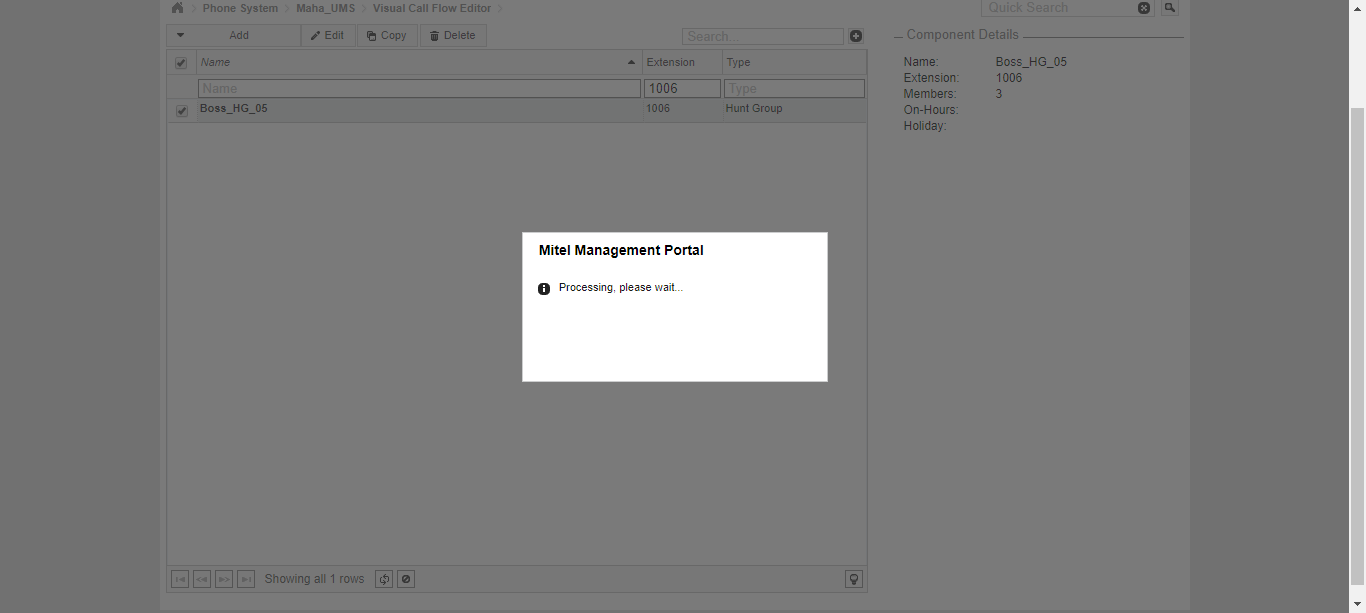 Phone System Maha_UMS Visual Call Flow Editor
Quick Search
Add Edit Copy Delete
Search...
Component Details
Name Extension Type
Name 1006 Type
Boss_HG_05 1006 Hunt Group
Name: Boss_HG_05
Extension: 1006
Members: 3
On-Hours:
Holiday:
Mitel Management Portal
Processing, please wait...
Showing all 1 rows